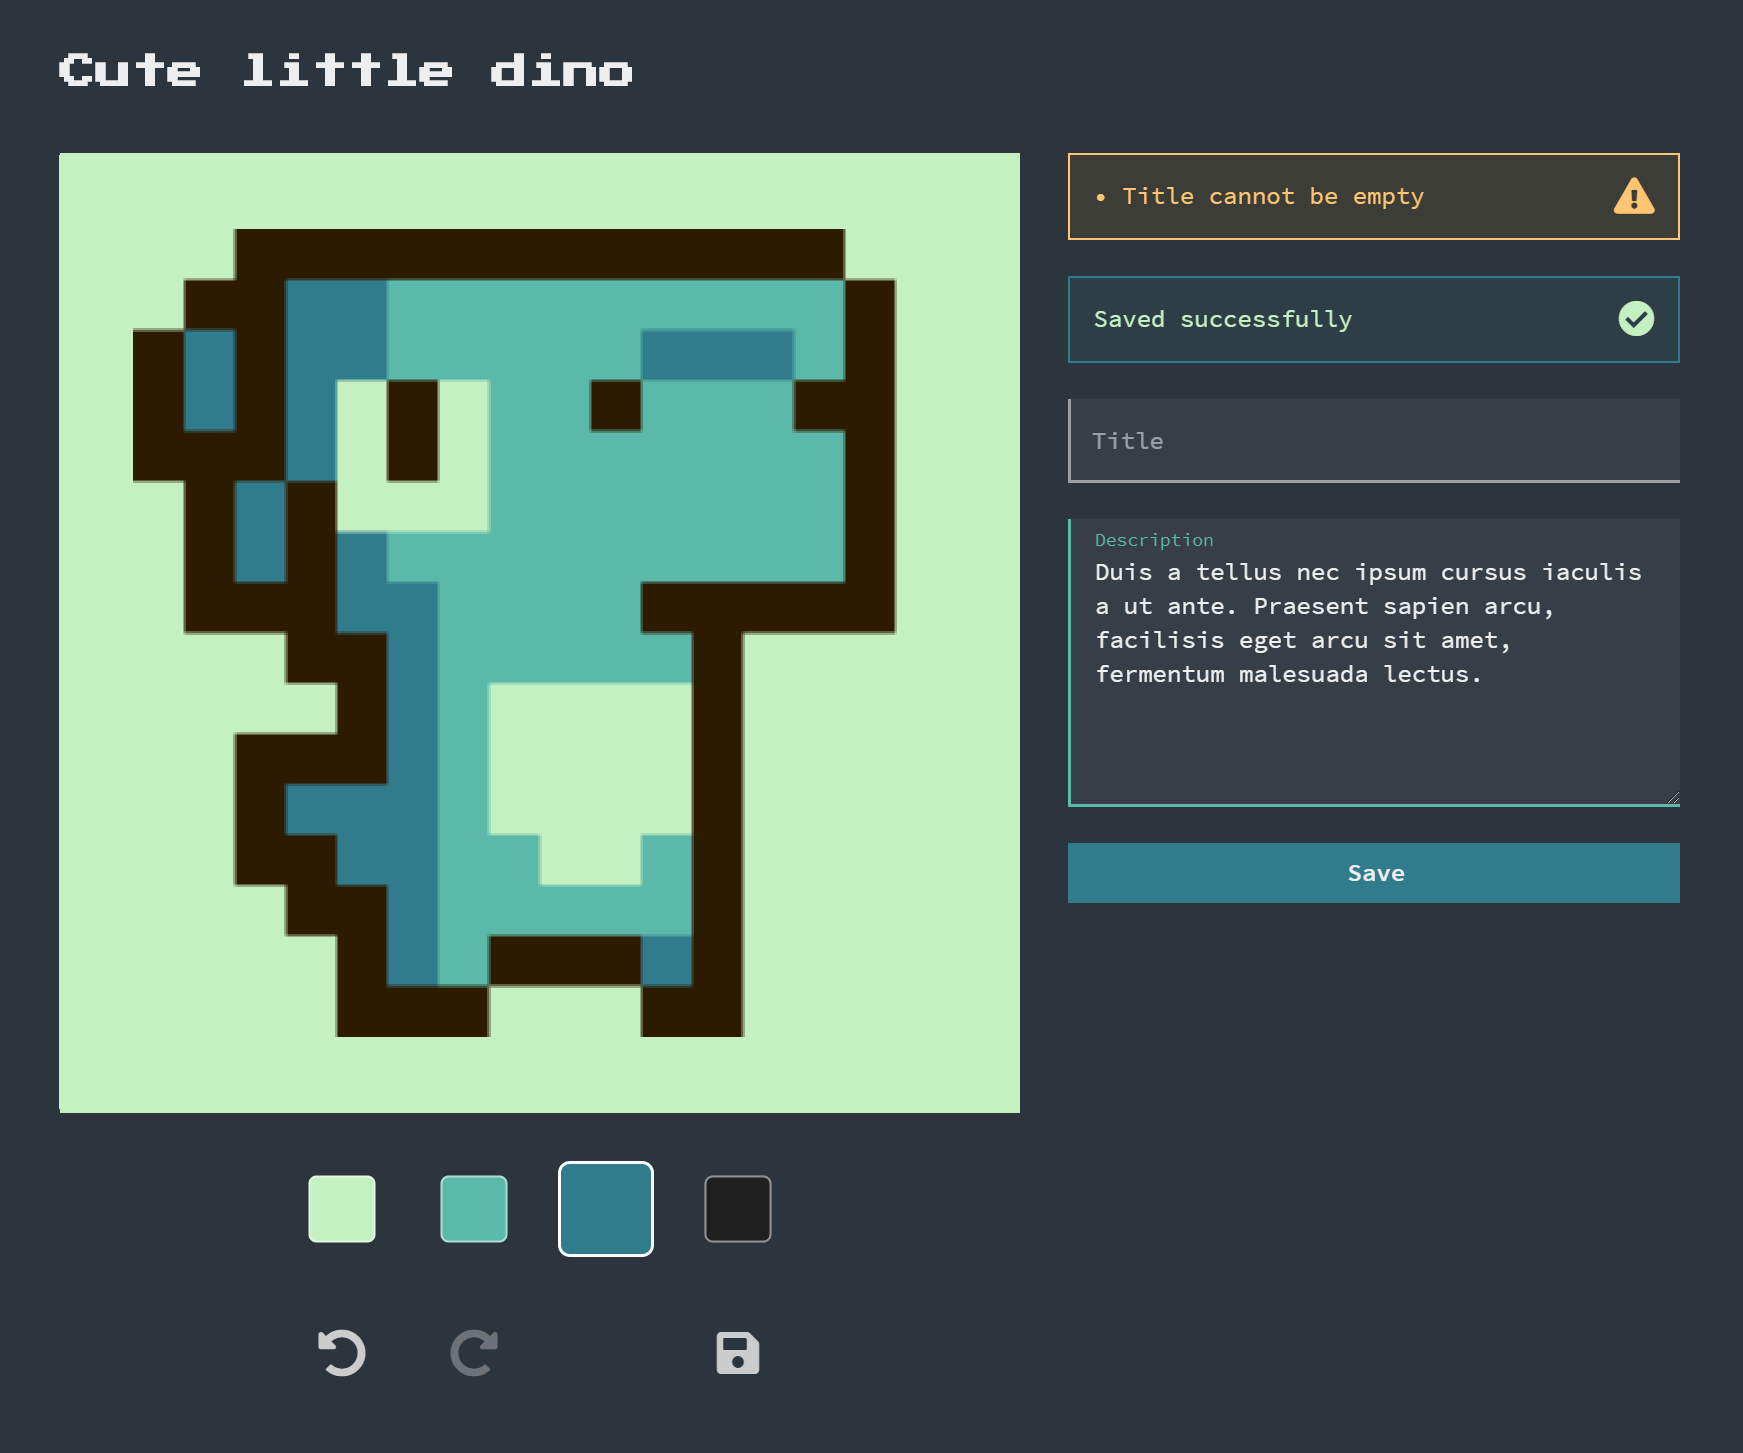 Cute little dino
• Title cannot be empty
Saved successfully
Title
Description
Duis a tellus nec ipsum cursus iaculis
a ut ante. Praesent sapien arcu,
facilisis eget arcu sit amet,
fermentum malesuada lectus.
Save